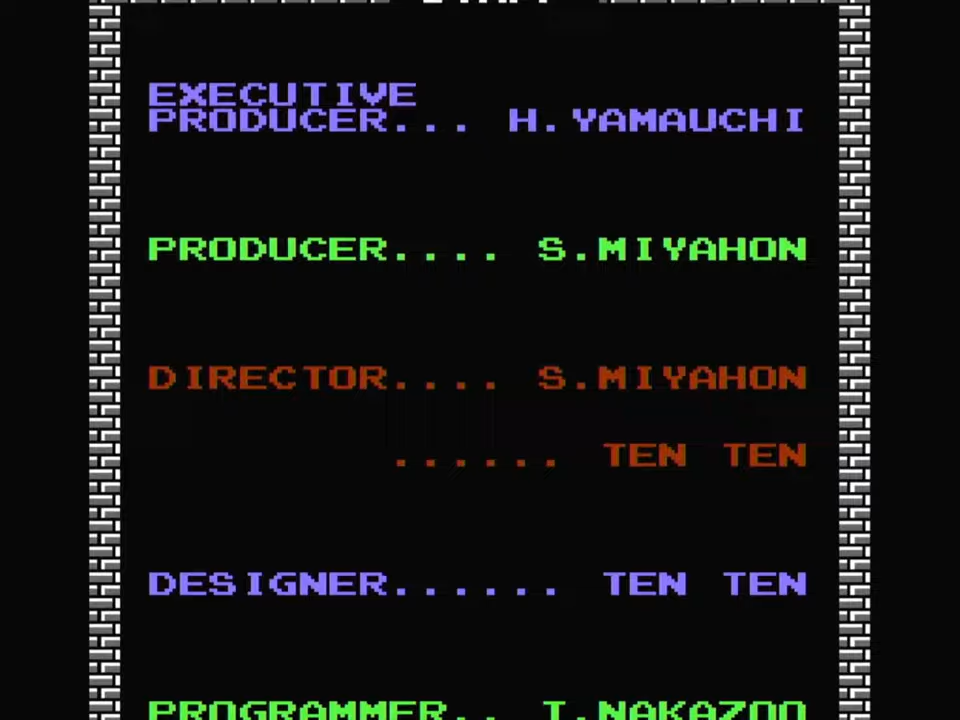 EXECUTIVE
PRODUCER... H.YAMAUCHI
PRODUCER.... S.MIYAHON
DIRECTOR.... S.MIYAHON
...... TEN TEN
DESIGNER...... TEN TEN
PROGRAMMER.. T.NAKAZOO